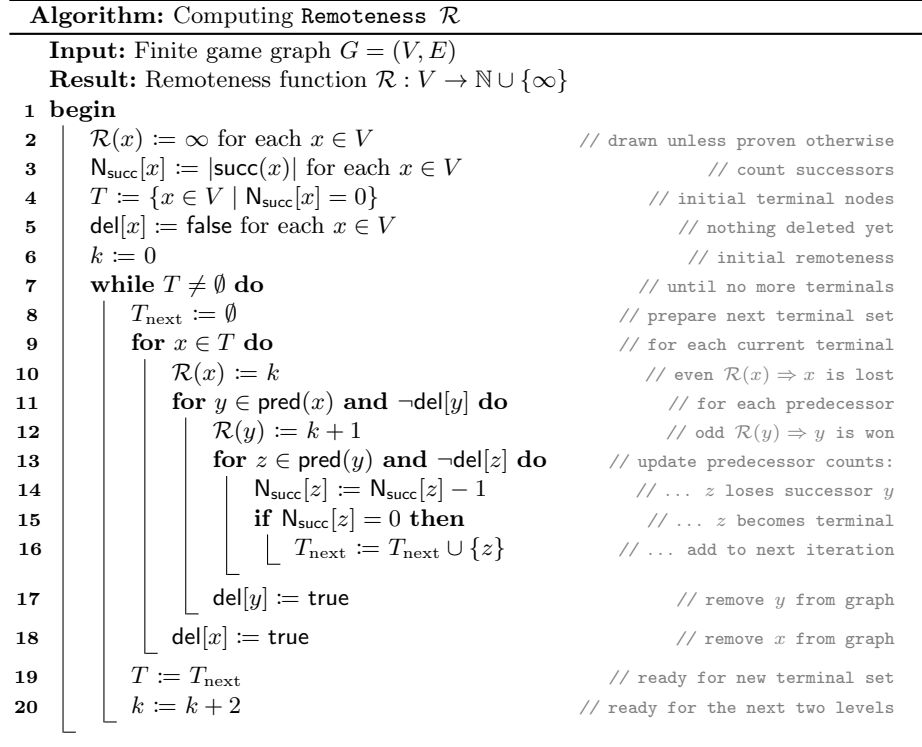 Algorithm: Computing Remoteness ℛ
Input: Finite game graph G = (V, E)
Result: Remoteness function ℛ : V → ℕ ∪ {∞}
1 begin
2 ℛ(x) := ∞ for each x ∈ V // drawn unless proven otherwise
3 N_succ[x] := |succ(x)| for each x ∈ V // count successors
4 T := {x ∈ V | N_succ[x] = 0} // initial terminal nodes
5 del[x] := false for each x ∈ V // nothing deleted yet
6 k := 0 // initial remoteness
7 while T ≠ ∅ do // until no more terminals
8 T_next := ∅ // prepare next terminal set
9 for x ∈ T do // for each current terminal
10 ℛ(x) := k // even ℛ(x) ⇒ x is lost
11 for y ∈ pred(x) and ¬del[y] do // for each predecessor
12 ℛ(y) := k + 1 // odd ℛ(y) ⇒ y is won
13 for z ∈ pred(y) and ¬del[z] do // update predecessor counts:
14 N_succ[z] := N_succ[z] − 1 // ... z loses successor y
15 if N_succ[z] = 0 then // ... z becomes terminal
16 T_next := T_next ∪ {z} // ... add to next iteration
17 del[y] := true // remove y from graph
18 del[x] := true // remove x from graph
19 T := T_next // ready for new terminal set
20 k := k + 2 // ready for the next two levels